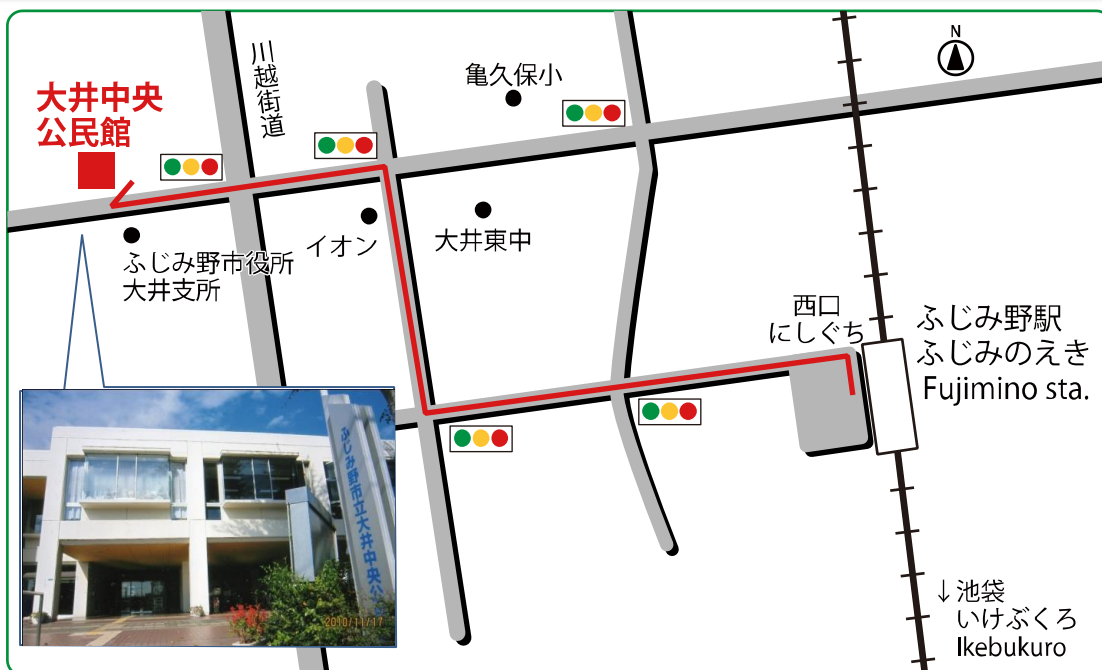 N
川越街道
亀久保小
大井中央
公民館
大井東中
イオン
ふじみ野市役所
大井支所
西口
にしぐち
ふじみ野駅
ふじみのえき
Fujimino sta.
ふじみ野市立大井中央公
2010/11/17
↓池袋
いけぶくろ
Ikebukuro